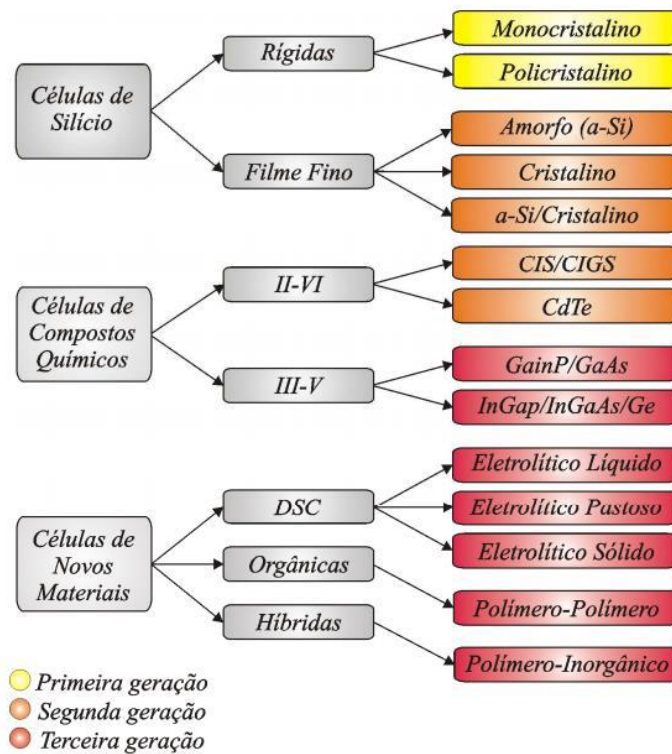 Células de
Silício
Rígidas
Monocristalino
Policristalino
Filme Fino
Amorfo (a-Si)
Cristalino
a-Si/Cristalino
Células de
Compostos
Químicos
II-VI
CIS/CIGS
CdTe
III-V
GainP/GaAs
InGap/InGaAs/Ge
Células de
Novos
Materiais
DSC
Eletrolítico Líquido
Eletrolítico Pastoso
Eletrolítico Sólido
Orgânicas
Polímero-Polímero
Híbridas
Polímero-Inorgânico
Primeira geração
Segunda geração
Terceira geração